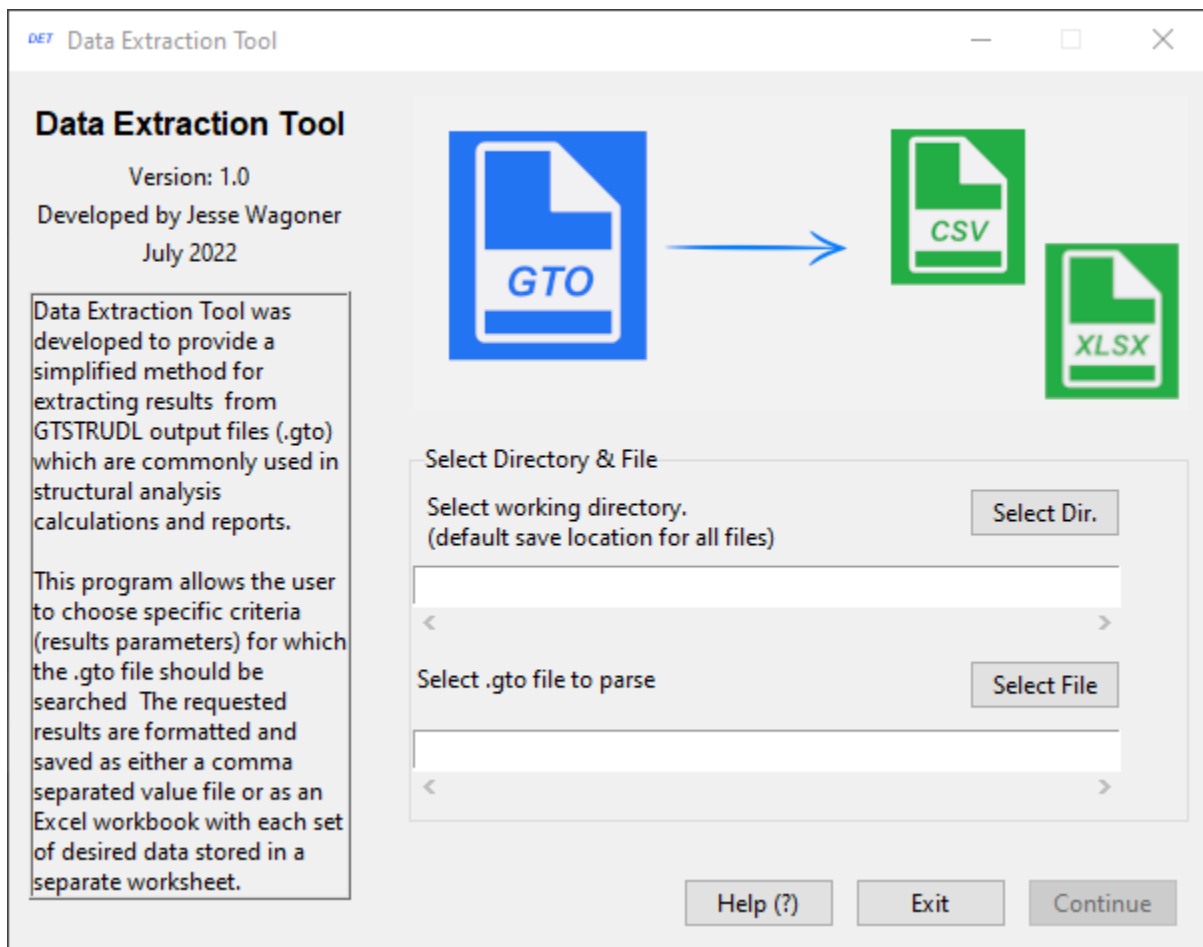 DET Data Extraction Tool
Data Extraction Tool
Version: 1.0
Developed by Jesse Wagoner
July 2022
Data Extraction Tool was
developed to provide a
simplified method for
extracting results  from
GTSTRUDL output files (.gto)
which are commonly used in
structural analysis
calculations and reports.
This program allows the user
to choose specific criteria
(results parameters) for which
the .gto file should be
searched  The requested
results are formatted and
saved as either a comma
separated value file or as an
Excel workbook with each set
of desired data stored in a
separate worksheet.
GTO
CSV
XLSX
Select Directory & File
Select working directory.
(default save location for all files)
Select Dir.
Select .gto file to parse
Select File
Help (?)
Exit
Continue